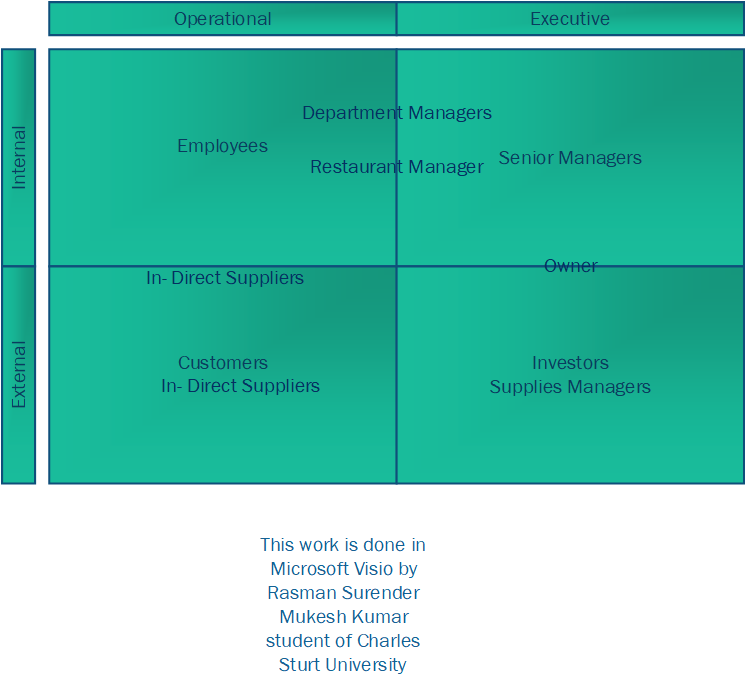 Operational
Executive
Internal
Department Managers
Employees
Senior Managers
Restaurant Manager
Owner
In- Direct Suppliers
External
Customers
Investors
In- Direct Suppliers
Supplies Managers
This work is done in
Microsoft Visio by
Rasman Surender
Mukesh Kumar
student of Charles
Sturt University